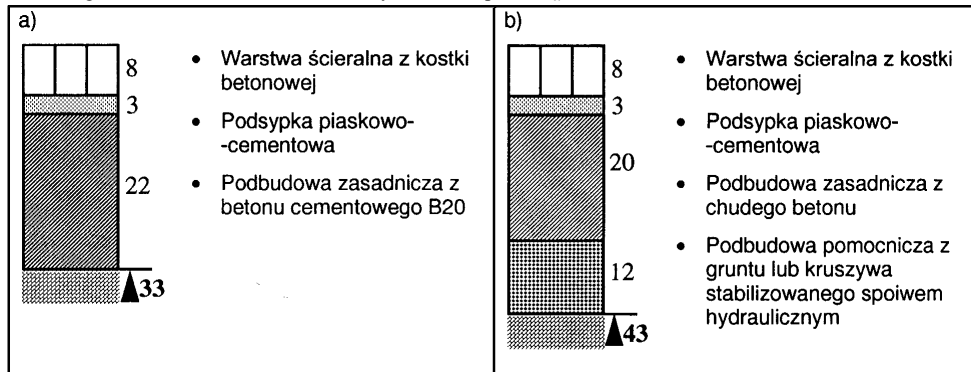 a)
8
3
22
33
• Warstwa ścieralna z kostki
betonowej
• Podsypka piaskowo-
-cementowa
• Podbudowa zasadnicza z
betonu cementowego B20
b)
8
3
20
12
43
• Warstwa ścieralna z kostki
betonowej
• Podsypka piaskowo-
-cementowa
• Podbudowa zasadnicza z
chudego betonu
• Podbudowa pomocnicza z
gruntu lub kruszywa
stabilizowanego spoiwem
hydraulicznym